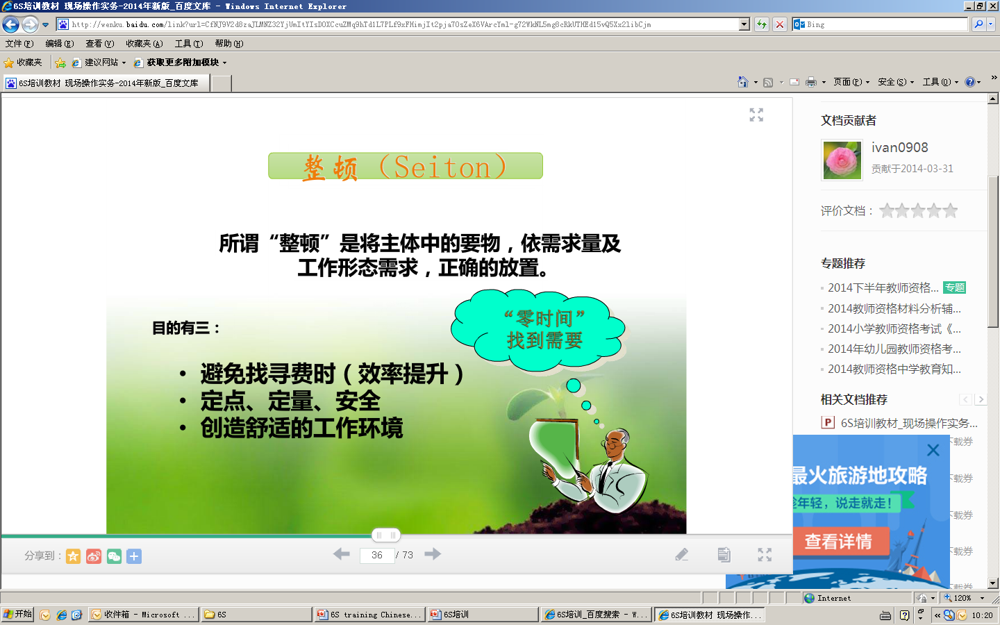 6S培训教材 现场操作实务-2014年新版_百度文库 - Windows Internet Explorer
Bing
文件(F) 编辑(E) 查看(V) 收藏夹(A) 工具(T) 帮助(H)
收藏夹 建议网站 获取更多附加模块
6S培训教材 现场操作实务-2014年新版_百度文库
页面(P) 安全(S) 工具(O)
整顿（Seiton）
所谓“整顿”是将主体中的要物，依需求量及
工作形态需求，正确的放置。
“零时间”
找到需要
目的有三：
• 避免找寻费时（效率提升）
• 定点、定量、安全
• 创造舒适的工作环境
分享到：
36 / 73
文档贡献者
ivan0908
贡献于2014-03-31
评价文档：
专题推荐
2014下半年教师资格... 专题
2014教师资格材料分析辅...
2014小学教师资格考试《...
2014年幼儿园教师资格考...
2014教师资格中学教育知...
相关文档推荐
P 6S培训教材_现场操作实务...
下载券
最火旅游地攻略
下载券
趁年轻，说走就走！
下载券
查看详情
下载券
下载券
Internet 120%
开始 收件箱 - Microsoft ... 6S 6S training Chinese... 6S培训 6S培训_百度搜索 - W... 6S培训教材 现场操作... 10:20